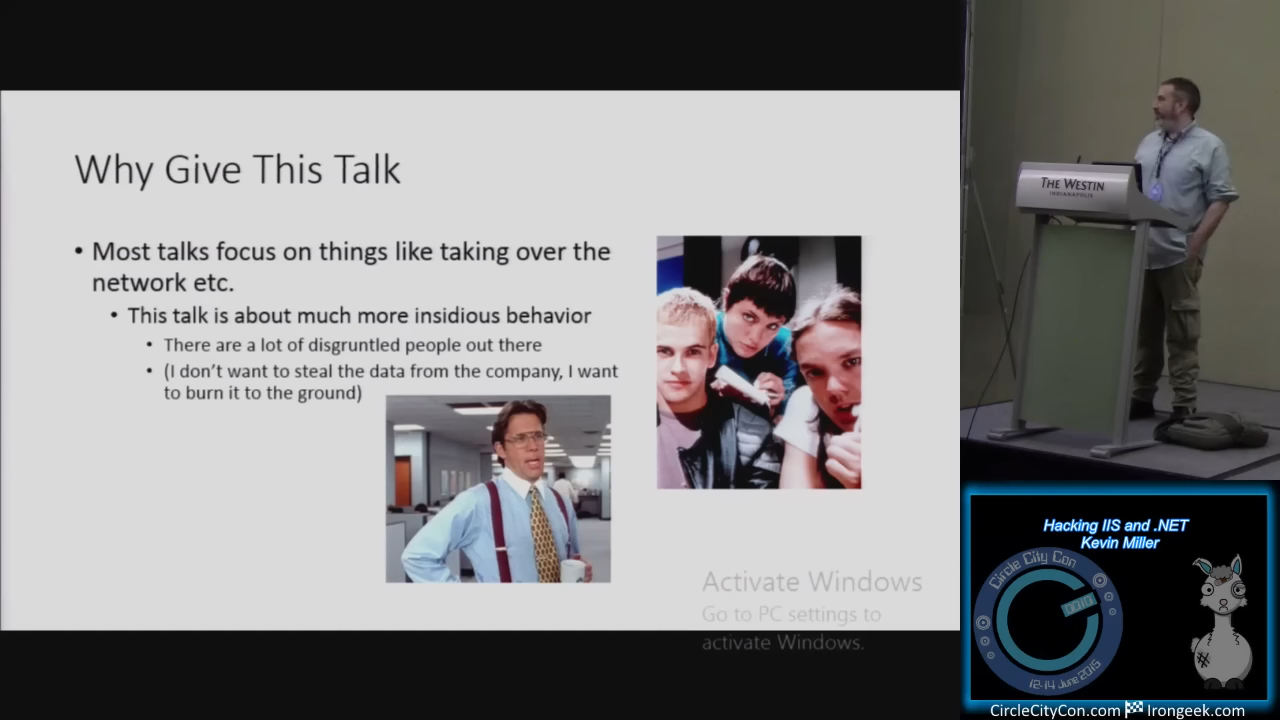 Why Give This Talk
• Most talks focus on things like taking over the
network etc.
• This talk is about much more insidious behavior
• There are a lot of disgruntled people out there
• (I don't want to steal the data from the company, I want
to burn it to the ground)
Activate Windows
Go to PC settings to
activate Windows.
THE WESTIN
INDIANAPOLIS
Hacking IIS and .NET
Kevin Miller
Circle City Con
12-14 June 2015
CircleCityCon.com Irongeek.com